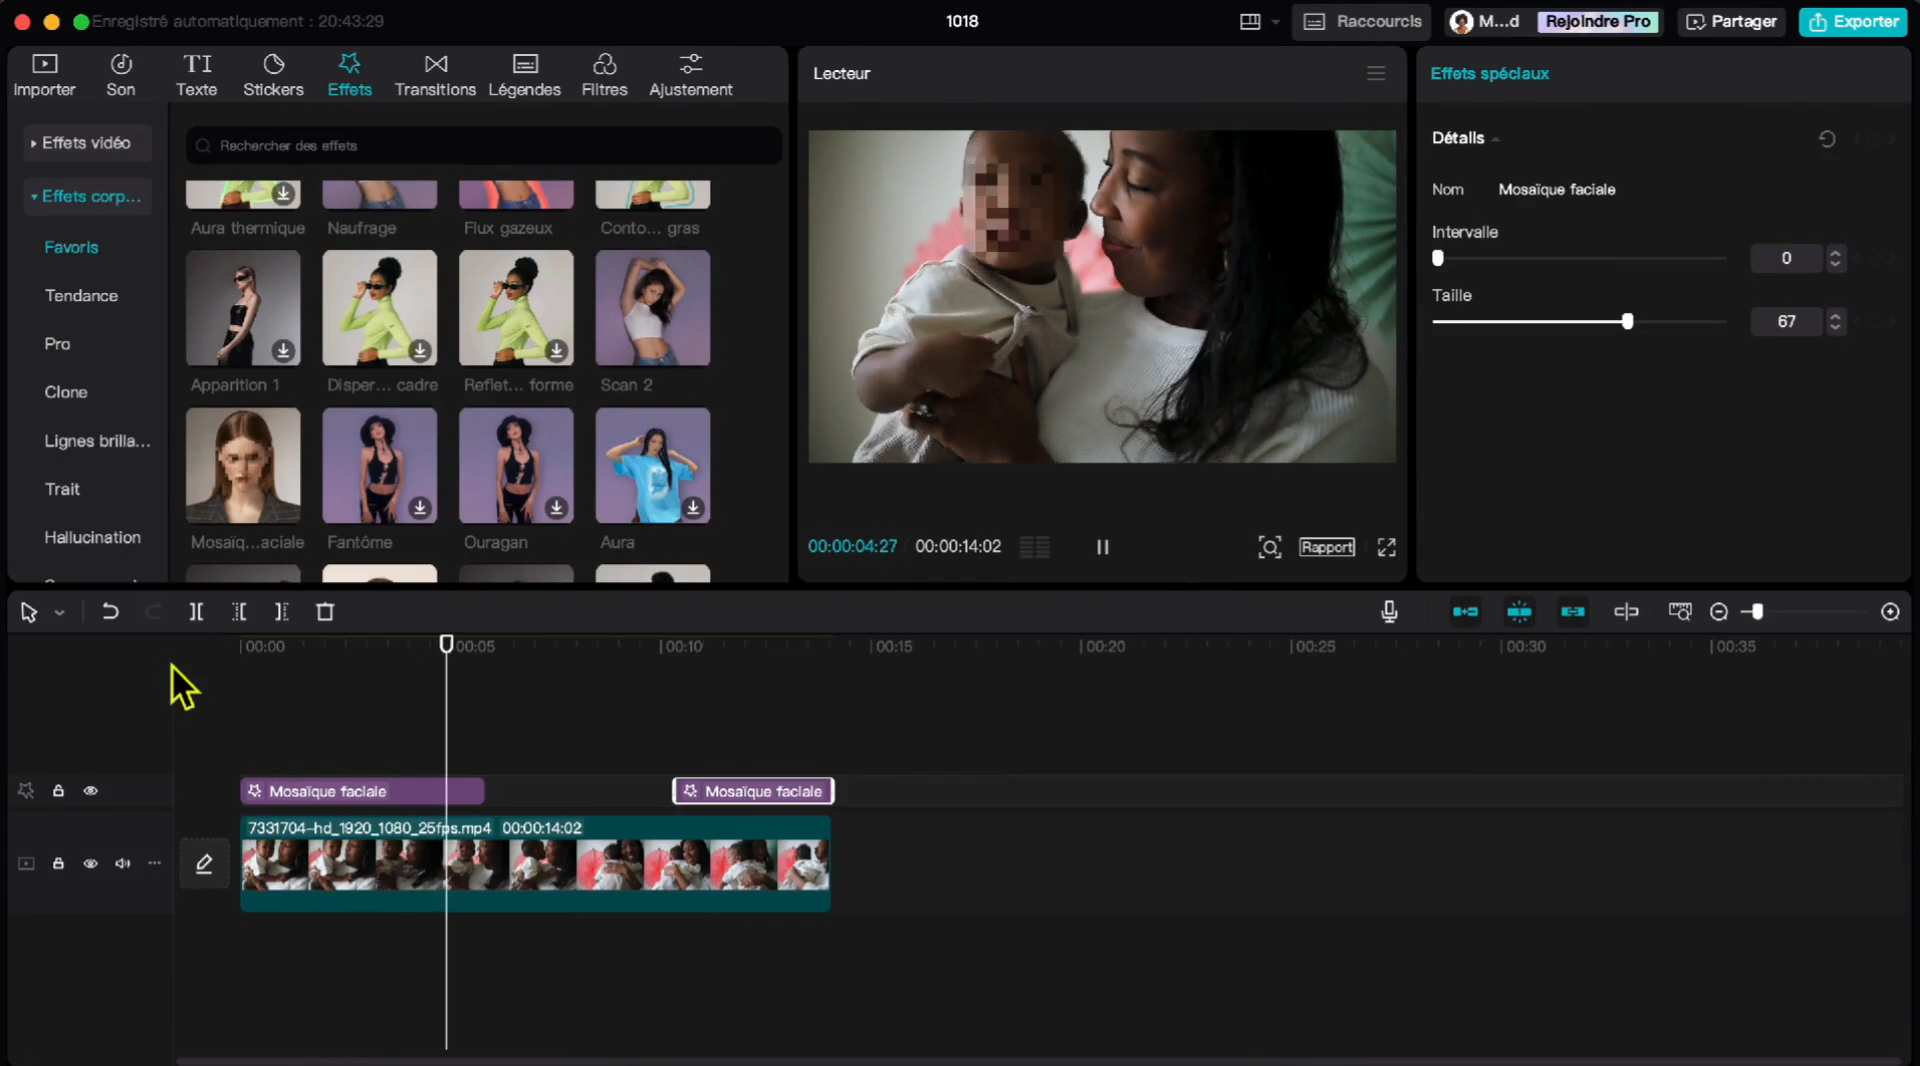 Enregistré automatiquement : 20:43:29
1018
Raccourcis
M...d
Rejoindre Pro
Partager
Exporter
Importer
Son
TI
Texte
Stickers
Effets
Transitions
Légendes
Filtres
Ajustement
Effets vidéo
Effets corp...
Favoris
Tendance
Pro
Clone
Lignes brilla...
Trait
Hallucination
Rechercher des effets
Aura thermique
Naufrage
Flux gazeux
Conto... gras
Apparition 1
Disper... cadre
Reflet... forme
Scan 2
Mosaïq...aciale
Fantôme
Ouragan
Aura
Lecteur
00:00:04:27
00:00:14:02
Rapport
Effets spéciaux
Détails
Nom
Mosaïque faciale
Intervalle
0
Taille
67
00:00
00:05
00:10
00:15
00:20
00:25
00:30
00:35
Mosaïque faciale
Mosaïque faciale
7331704-hd_1920_1080_25fps.mp4 00:00:14:02